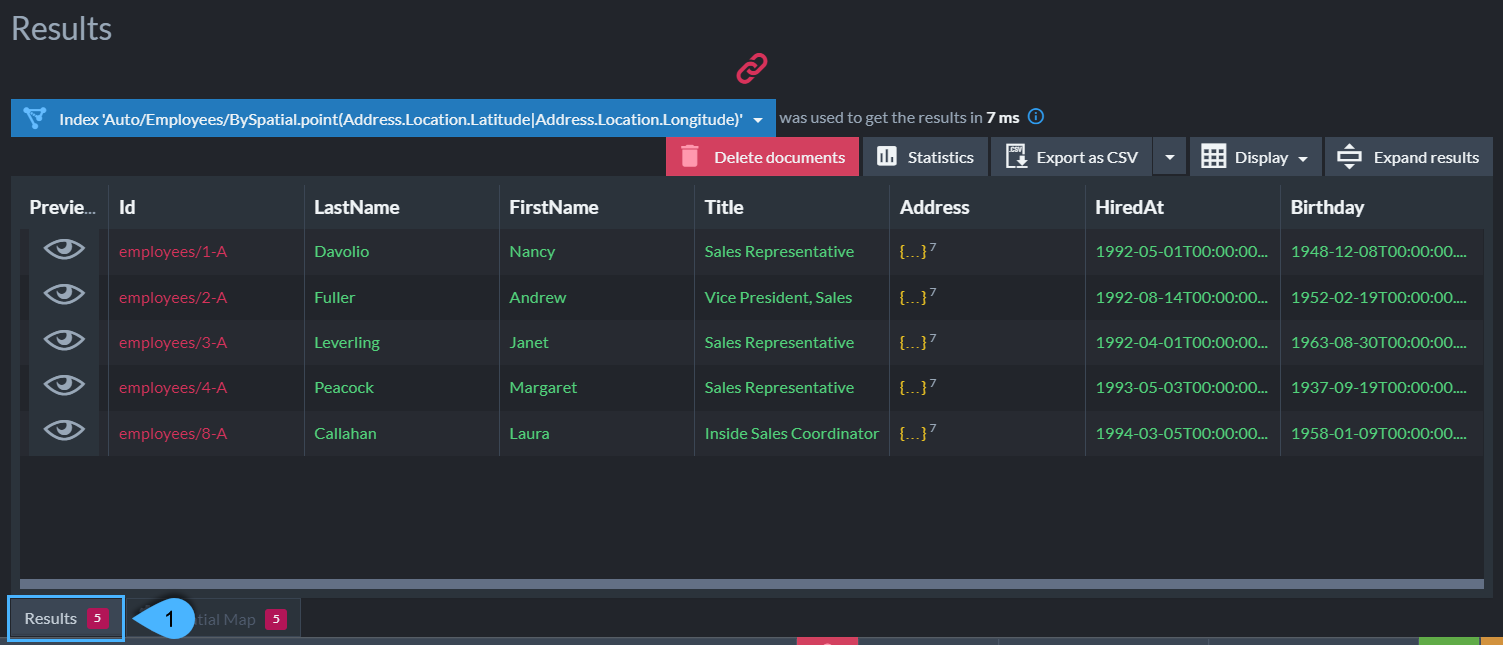 Results
Index 'Auto/Employees/BySpatial.point(Address.Location.Latitude|Address.Location.Longitude)' was used to get the results in 7 ms
Delete documents Statistics CSV Export as CSV Display Expand results
Previe... Id LastName FirstName Title Address HiredAt Birthday
employees/1-A Davolio Nancy Sales Representative {...} 7 1992-05-01T00:00:00... 1948-12-08T00:00:00....
employees/2-A Fuller Andrew Vice President, Sales {...} 7 1992-08-14T00:00:00... 1952-02-19T00:00:00....
employees/3-A Leverling Janet Sales Representative {...} 7 1992-04-01T00:00:00... 1963-08-30T00:00:00....
employees/4-A Peacock Margaret Sales Representative {...} 7 1993-05-03T00:00:00... 1937-09-19T00:00:00....
employees/8-A Callahan Laura Inside Sales Coordinator {...} 7 1994-03-05T00:00:00... 1958-01-09T00:00:00....
Results 5 1 Map 5